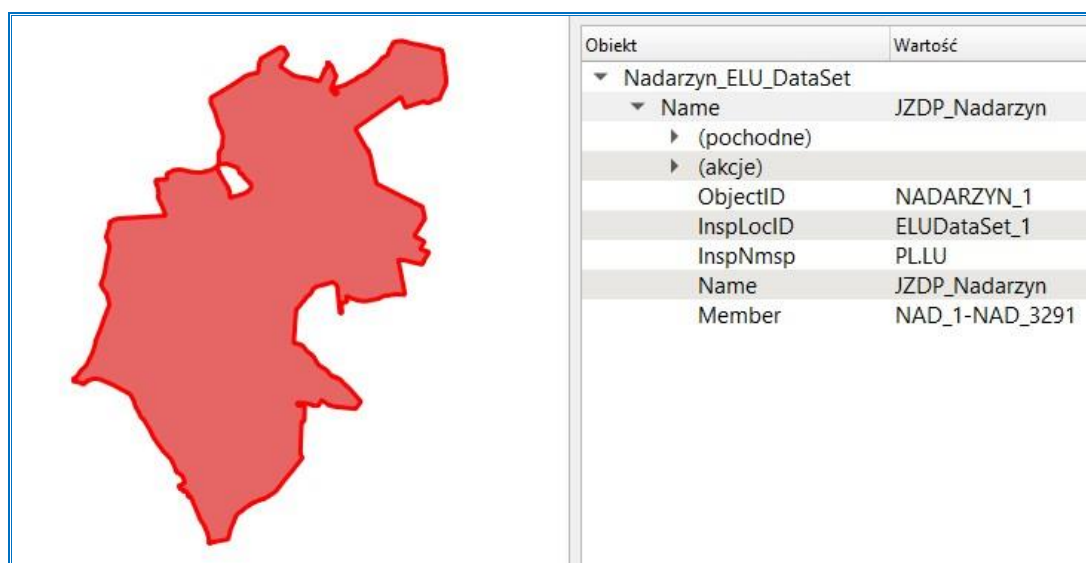 Obiekt Wartość
Nadarzyn_ELU_DataSet
Name JZDP_Nadarzyn
(pochodne)
(akcje)
ObjectID NADARZYN_1
InspLocID ELUDataSet_1
InspNmsp PL.LU
Name JZDP_Nadarzyn
Member NAD_1-NAD_3291